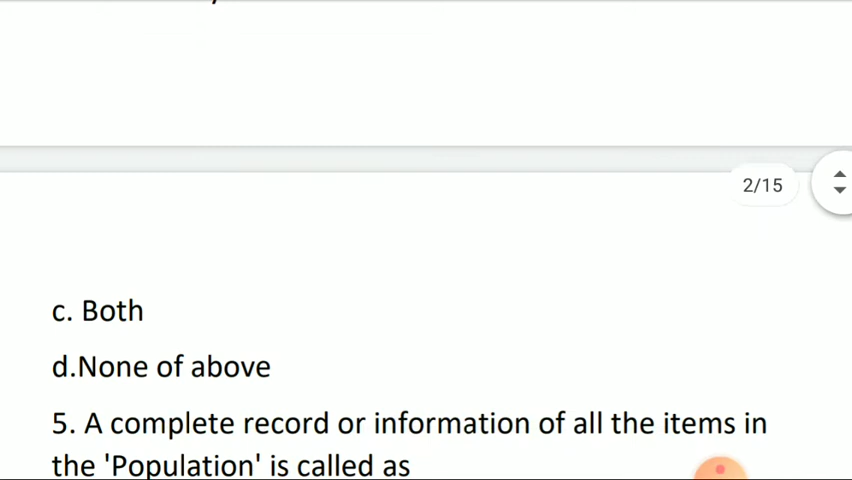 2/15
c. Both
d.None of above
5. A complete record or information of all the items in
the 'Population' is called as